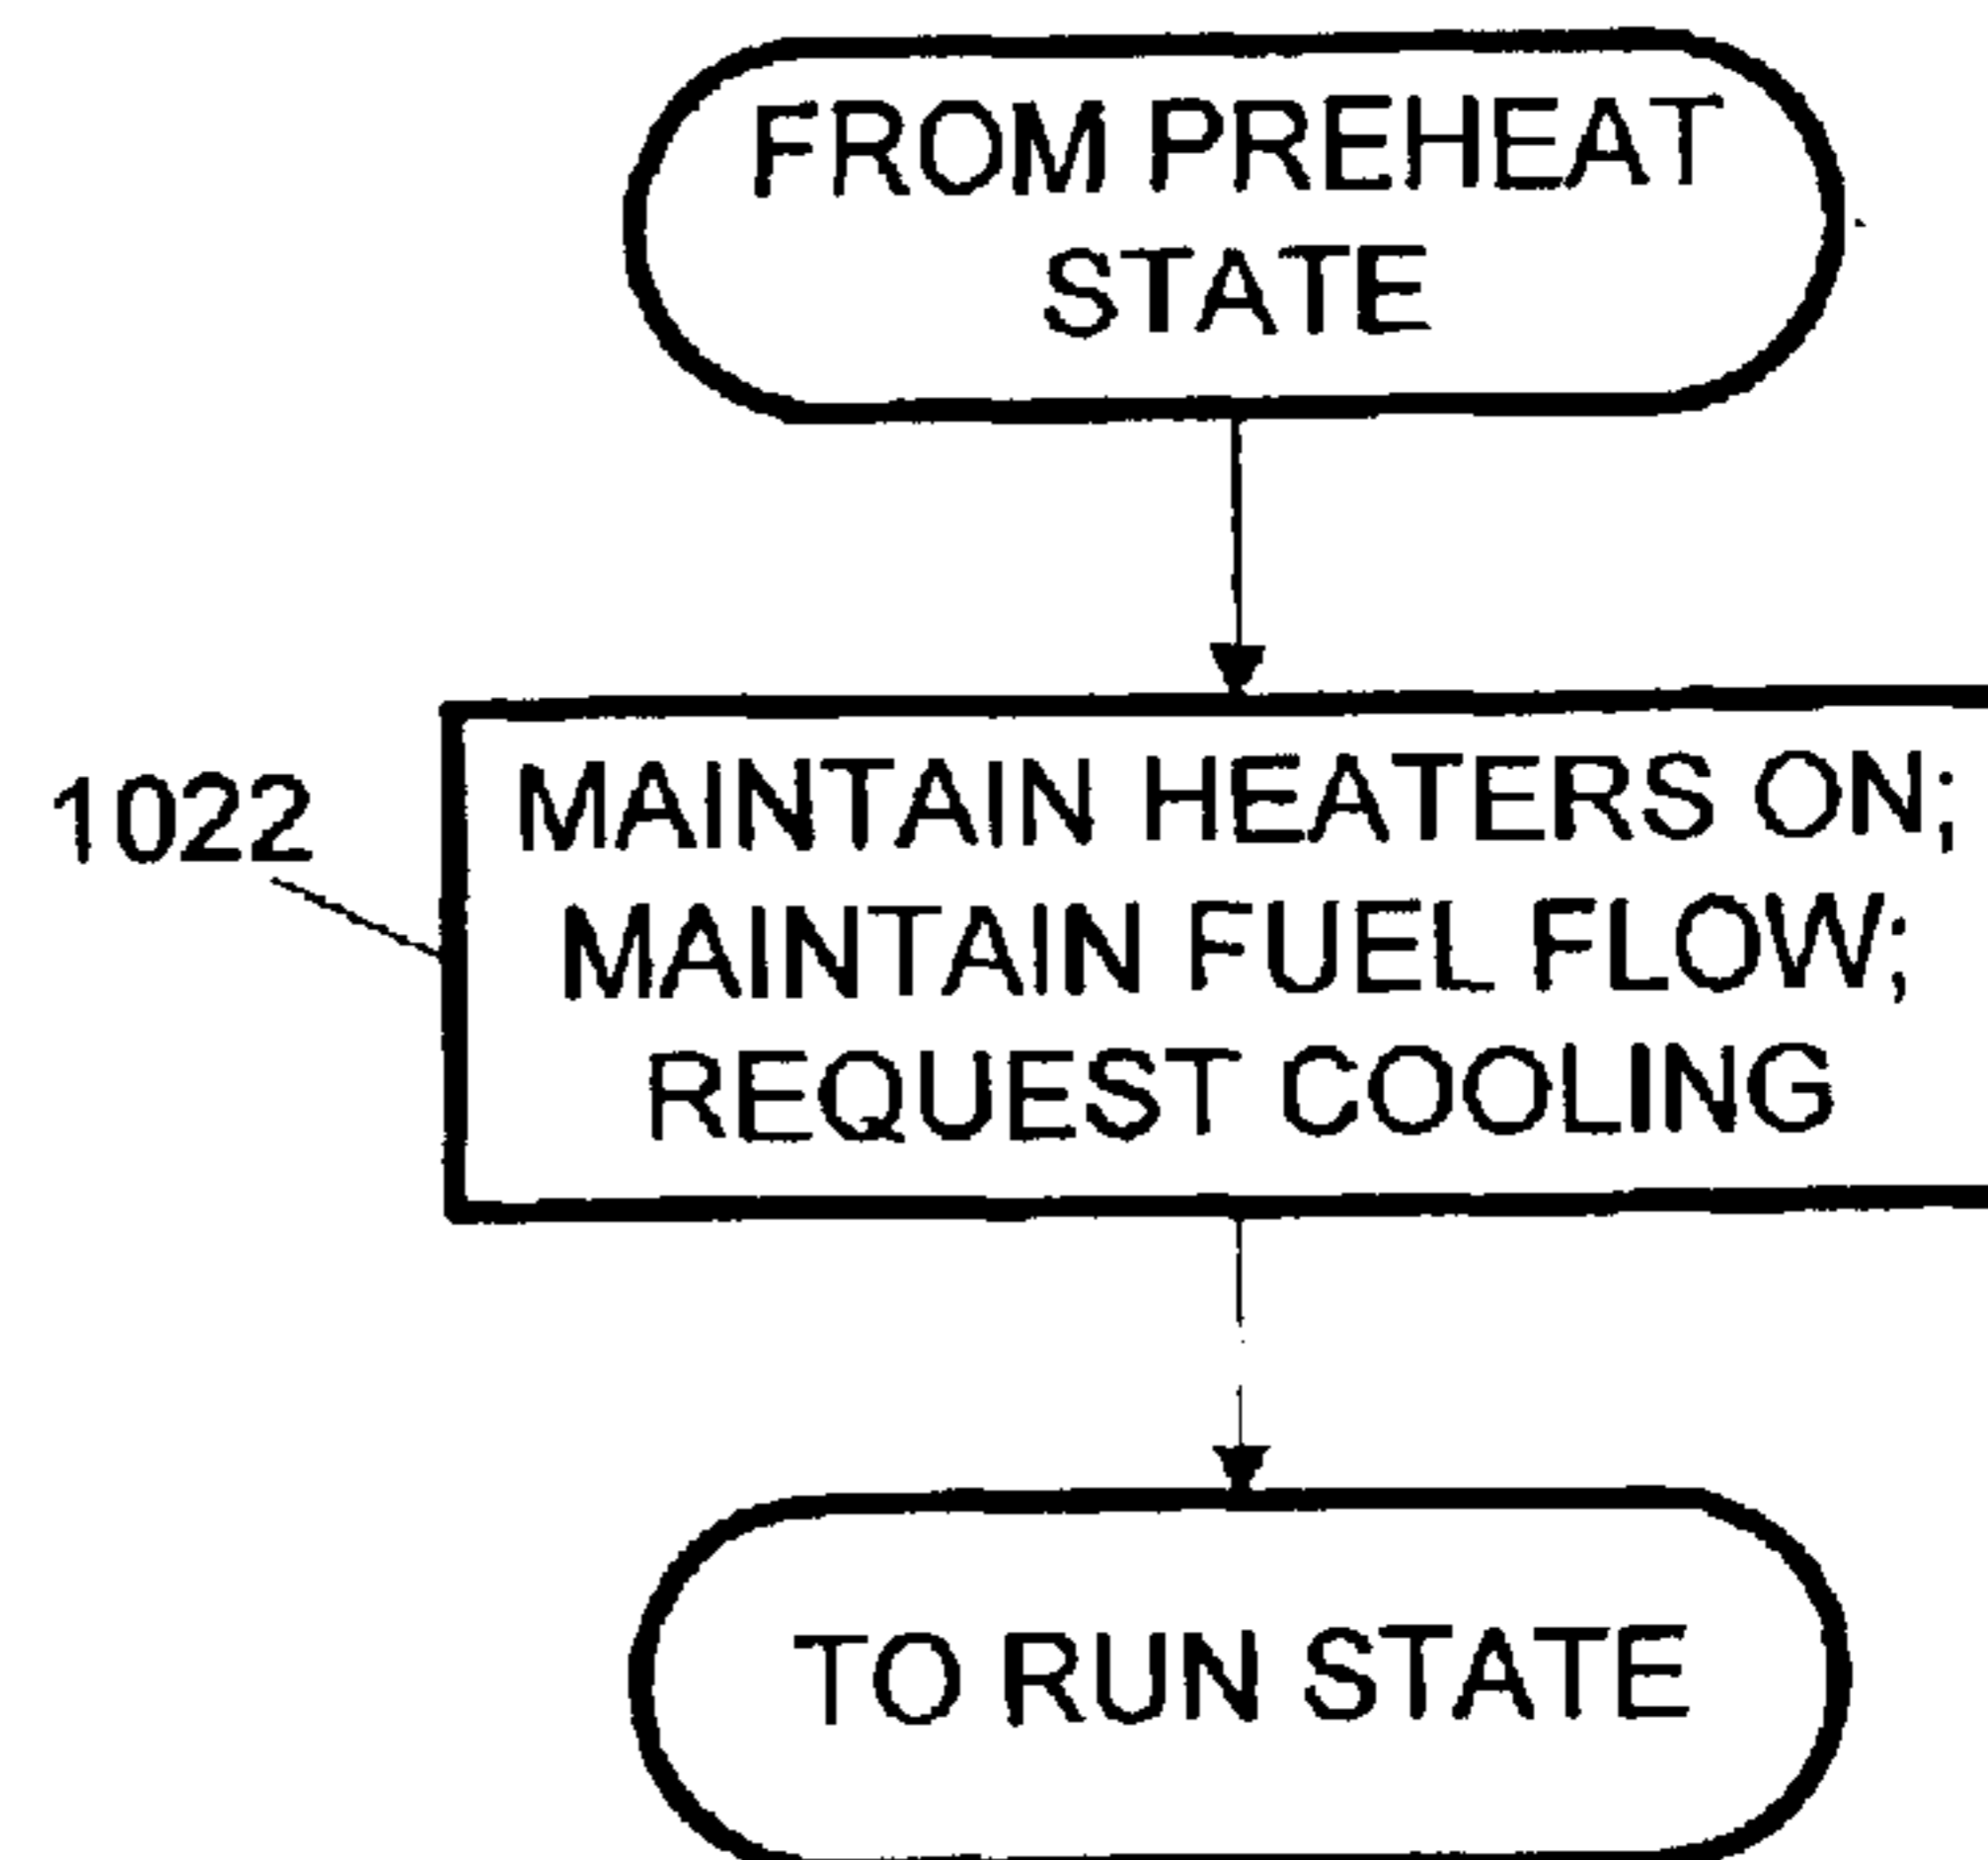 FROM PREHEAT
STATE
1022
MAINTAIN HEATERS ON;
MAINTAIN FUEL FLOW;
REQUEST COOLING
TO RUN STATE